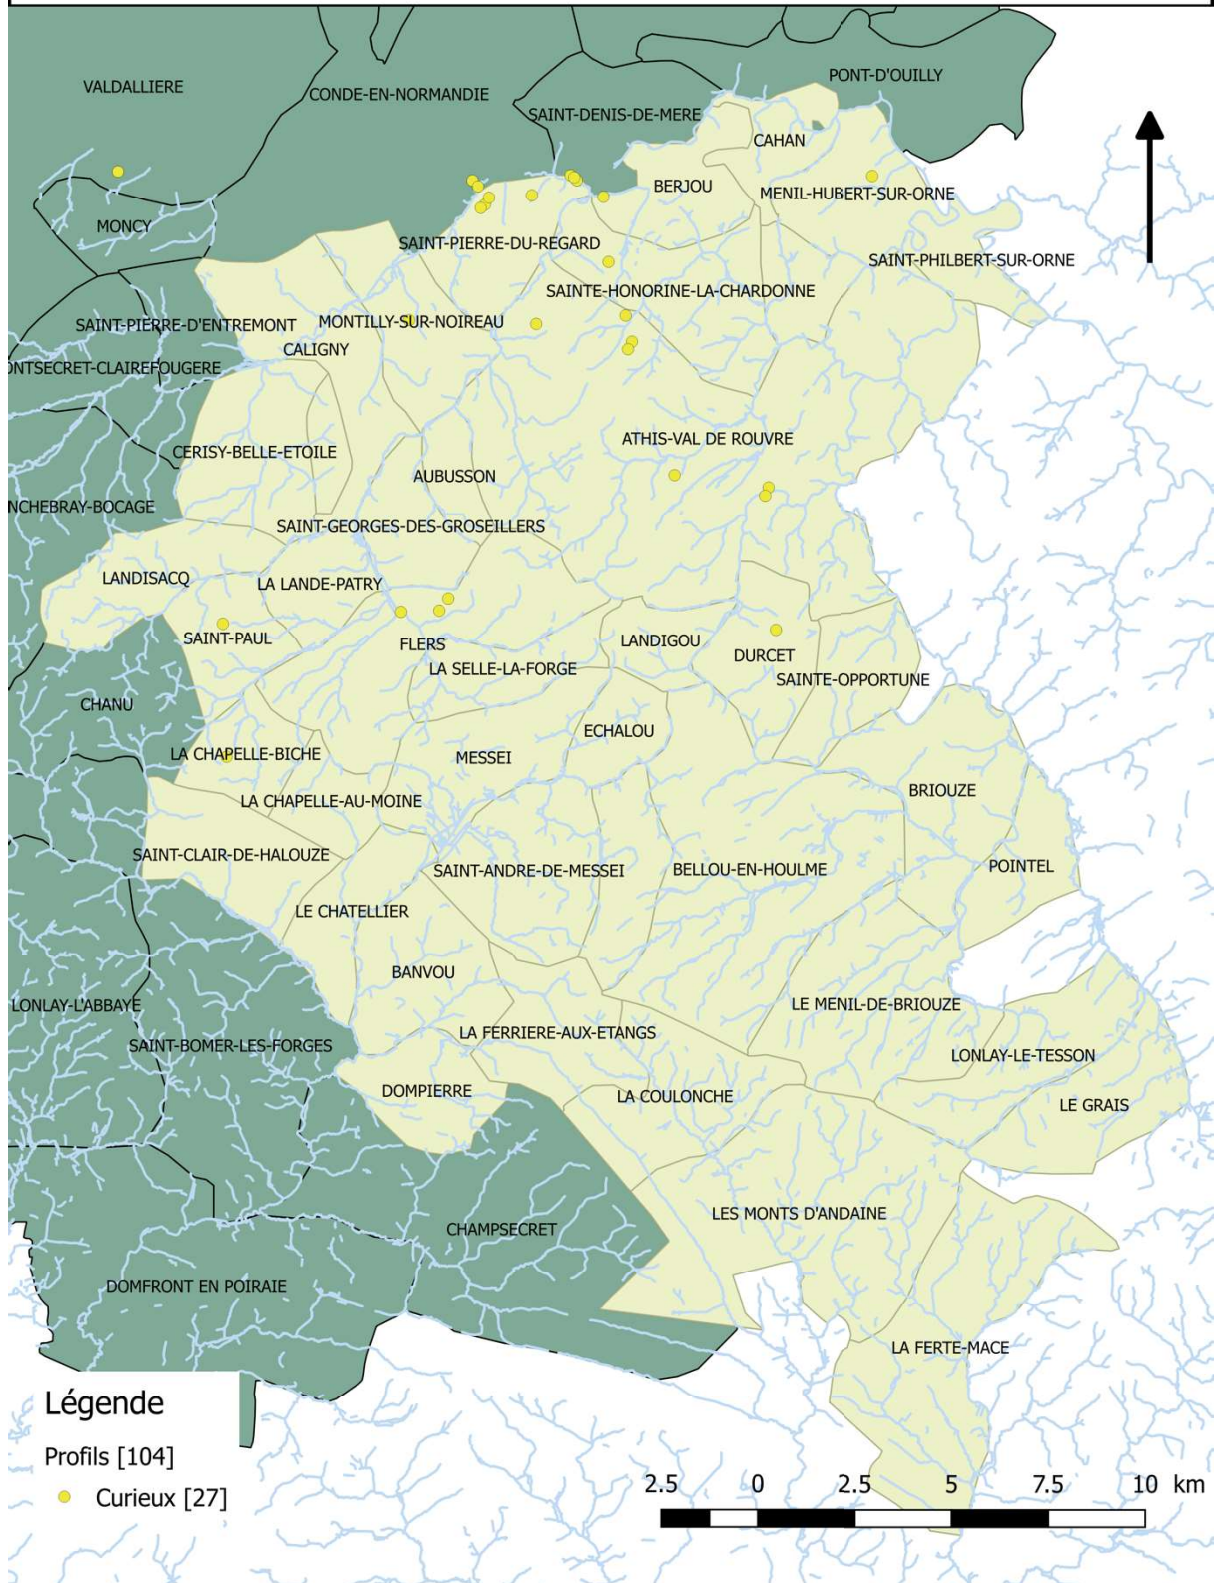 PONT-D'OUILLY
VALDALLIERE
CONDE-EN-NORMANDIE
SAINT-DENIS-DE-MERE
CAHAN
BERJOU
MENIL-HUBERT-SUR-ORNE
MONCY
SAINT-PIERRE-DU-REGARD
SAINT-PHILBERT-SUR-ORNE
SAINTE-HONORINE-LA-CHARDONNE
SAINT-PIERRE-D'ENTREMONT
MONTILLY-SUR-NOIREAU
CALIGNY
ONTSECRET-CLAIREFOUGERE
ATHIS-VAL DE ROUVRE
CERISY-BELLE-ETOILE
AUBUSSON
NCHEBRAY-BOCAGE
SAINT-GEORGES-DES-GROSEILLERS
LANDISACQ
LA LANDE-PATRY
SAINT-PAUL
FLERS
LANDIGOU
DURCET
LA SELLE-LA-FORGE
SAINTE-OPPORTUNE
CHANU
ECHALOU
LA CHAPELLE-BICHE
MESSEI
BRIOUZE
LA CHAPELLE-AU-MOINE
SAINT-CLAIR-DE-HALOUZE
SAINT-ANDRE-DE-MESSEI
BELLOU-EN-HOULME
POINTEL
LE CHATELLIER
BANVOU
LONLAY-L'ABBAYE
LE MENIL-DE-BRIOUZE
LA FERRIERE-AUX-ETANGS
SAINT-BOMER-LES-FORGES
LONLAY-LE-TESSON
DOMPIERRE
LA COULONCHE
LE GRAIS
LES MONTS D'ANDAINE
CHAMPSECRET
DOMFRONT EN POIRAIE
LA FERTE-MACE
Légende
Profils [104]
Curieux [27]
2.5 0 2.5 5 7.5 10 km